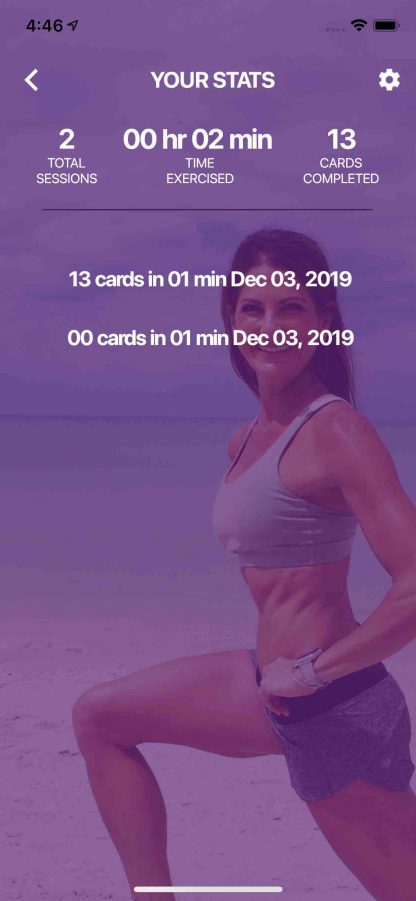 4:46
YOUR STATS
2 00 hr 02 min 13
TOTAL TIME CARDS
SESSIONS EXERCISED COMPLETED
13 cards in 01 min Dec 03, 2019
00 cards in 01 min Dec 03, 2019